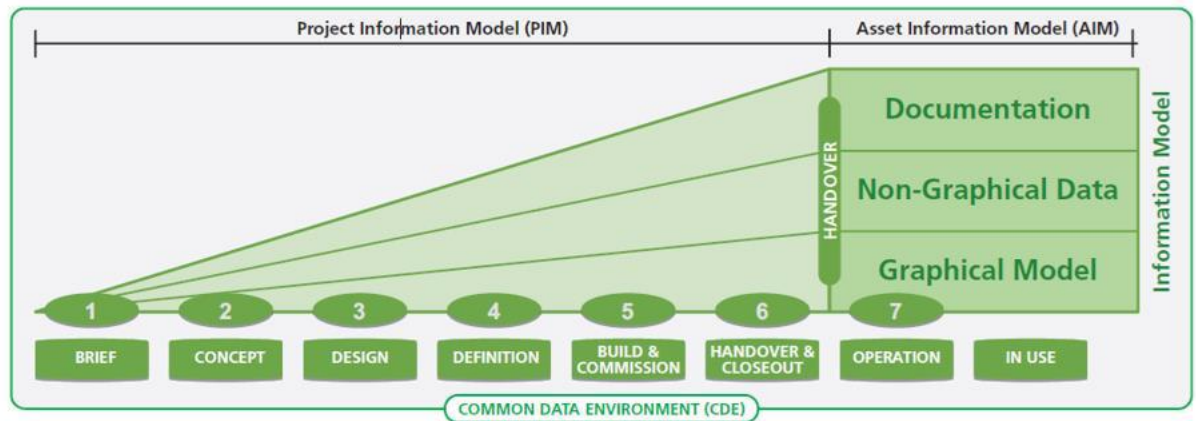 Project Information Model (PIM)
Asset Information Model (AIM)
Documentation
Non-Graphical Data
Graphical Model
HANDOVER
Information Model
1
2
3
4
5
6
7
BRIEF
CONCEPT
DESIGN
DEFINITION
BUILD &
COMMISSION
HANDOVER &
CLOSEOUT
OPERATION
IN USE
COMMON DATA ENVIRONMENT (CDE)